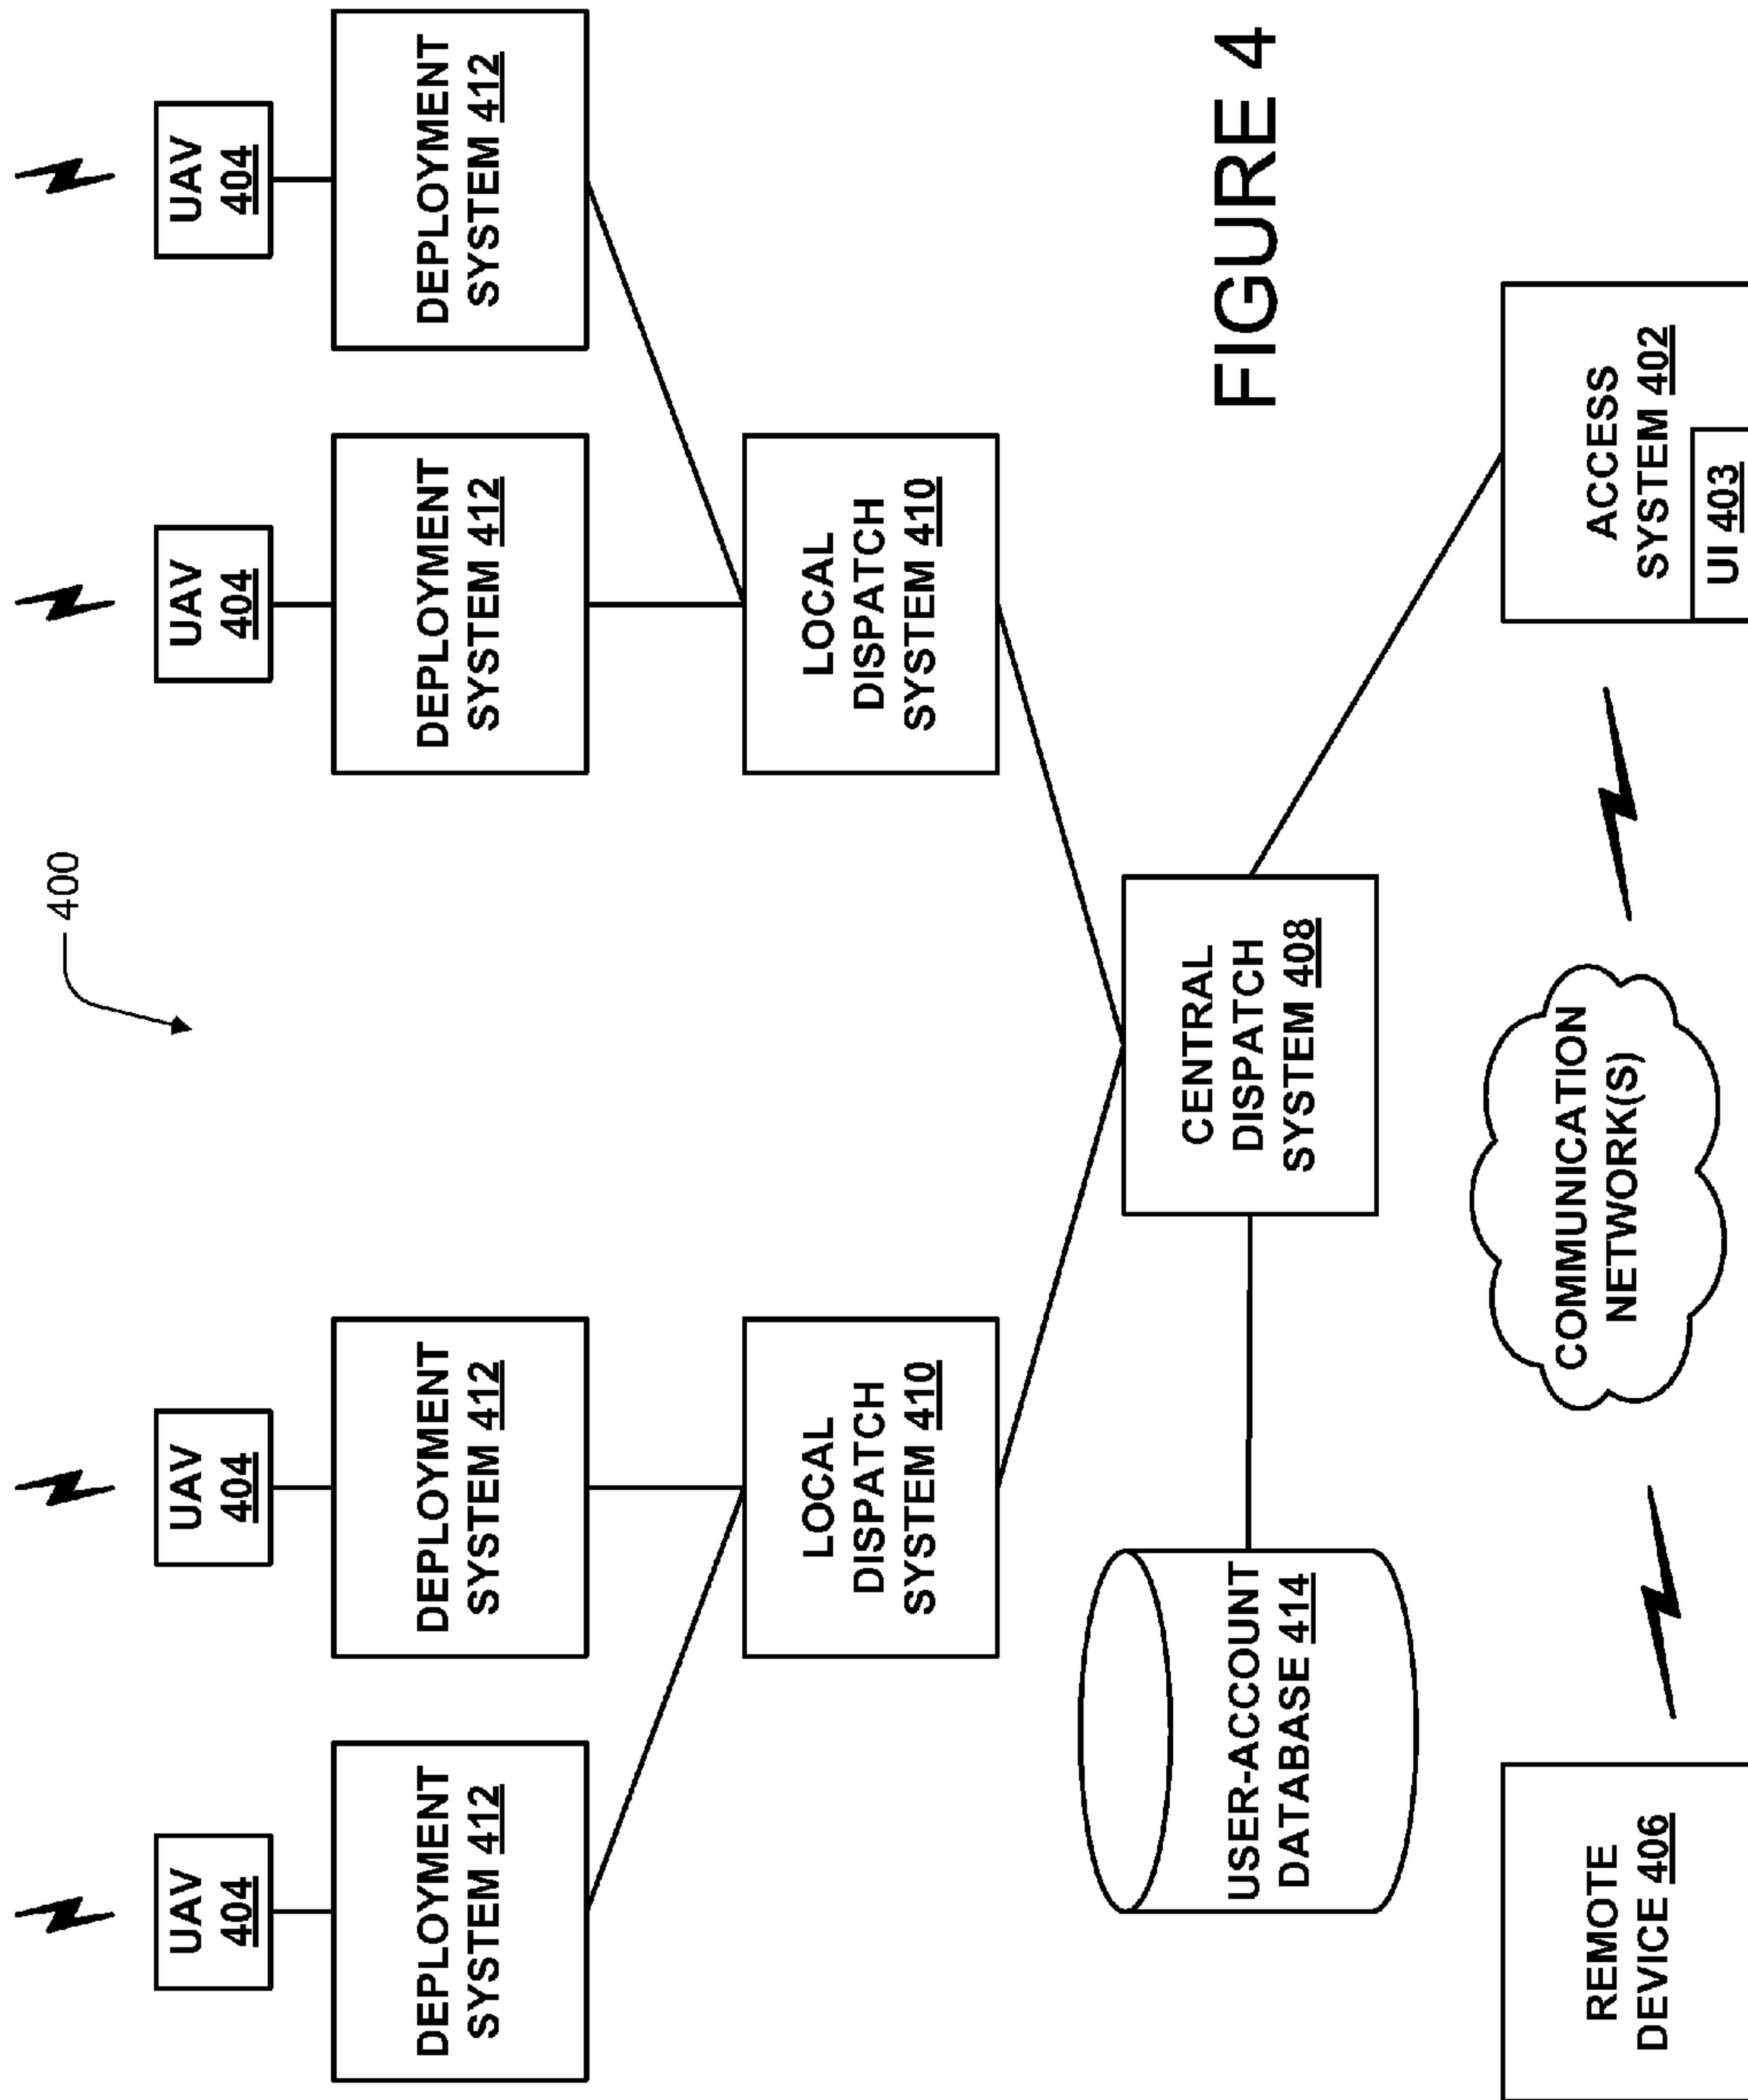 400
UAV
404
UAV
404
UAV
404
UAV
404
DEPLOYMENT
SYSTEM 412
DEPLOYMENT
SYSTEM 412
DEPLOYMENT
SYSTEM 412
DEPLOYMENT
SYSTEM 412
LOCAL
DISPATCH
SYSTEM 410
LOCAL
DISPATCH
SYSTEM 410
USER-ACCOUNT
DATABASE 414
CENTRAL
DISPATCH
SYSTEM 408
FIGURE 4
REMOTE
DEVICE 406
COMMUNICATION
NETWORK(S)
ACCESS
SYSTEM 402
UI 403